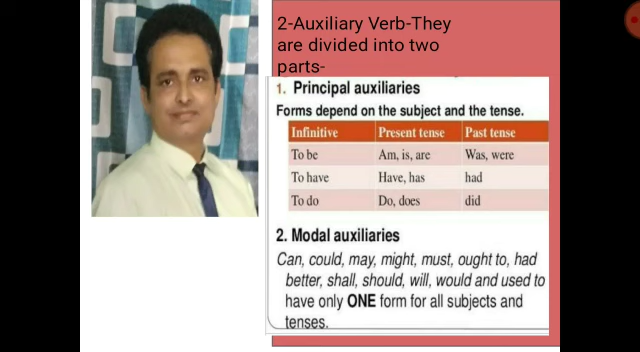 2-Auxiliary Verb-They
are divided into two
parts-
1. Principal auxiliaries
Forms depend on the subject and the tense.
Infinitive Present tense Past tense
To be Am, is, are Was, were
To have Have, has had
To do Do, does did
2. Modal auxiliaries
Can, could, may, might, must, ought to, had
better, shall, should, will, would and used to
have only ONE form for all subjects and
tenses.